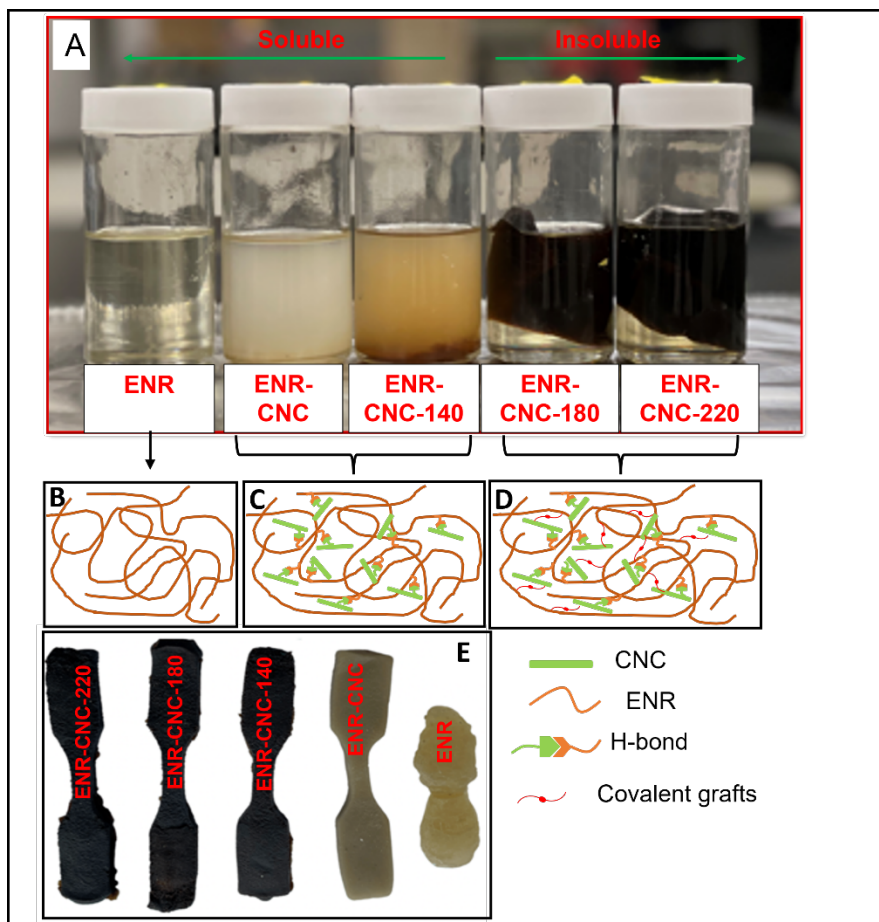 A
Soluble
Insoluble
ENR
ENR-
CNC
ENR-
CNC-140
ENR-
CNC-180
ENR-
CNC-220
B
C
D
E
ENR-CNC-220
ENR-CNC-180
ENR-CNC-140
ENR-CNC
ENR
CNC
ENR
H-bond
Covalent grafts